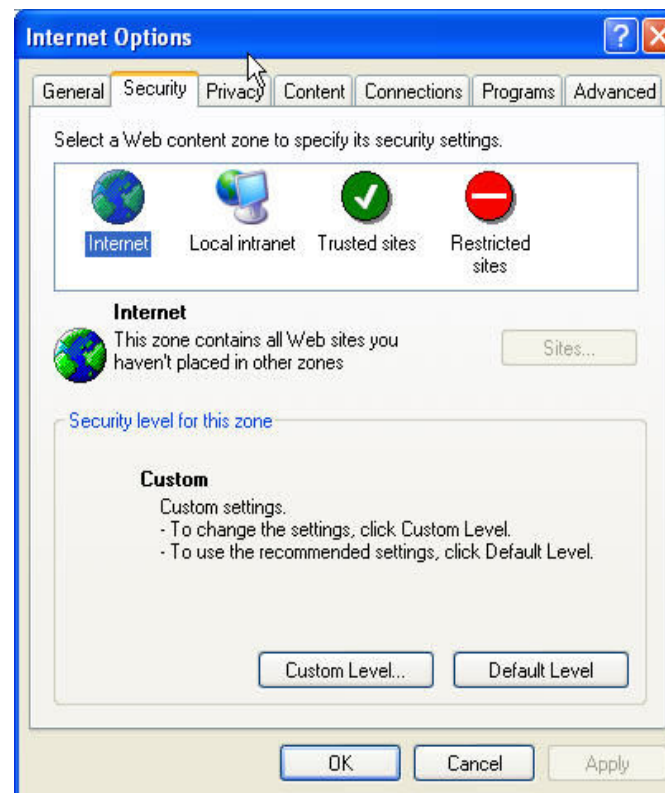 Internet Options
General Security Privacy Content Connections Programs Advanced
Select a Web content zone to specify its security settings.
Internet Local intranet Trusted sites Restricted
sites
Internet
This zone contains all Web sites you
haven't placed in other zones
Sites...
Security level for this zone
Custom
Custom settings.
- To change the settings, click Custom Level.
- To use the recommended settings, click Default Level.
Custom Level... Default Level
OK Cancel Apply